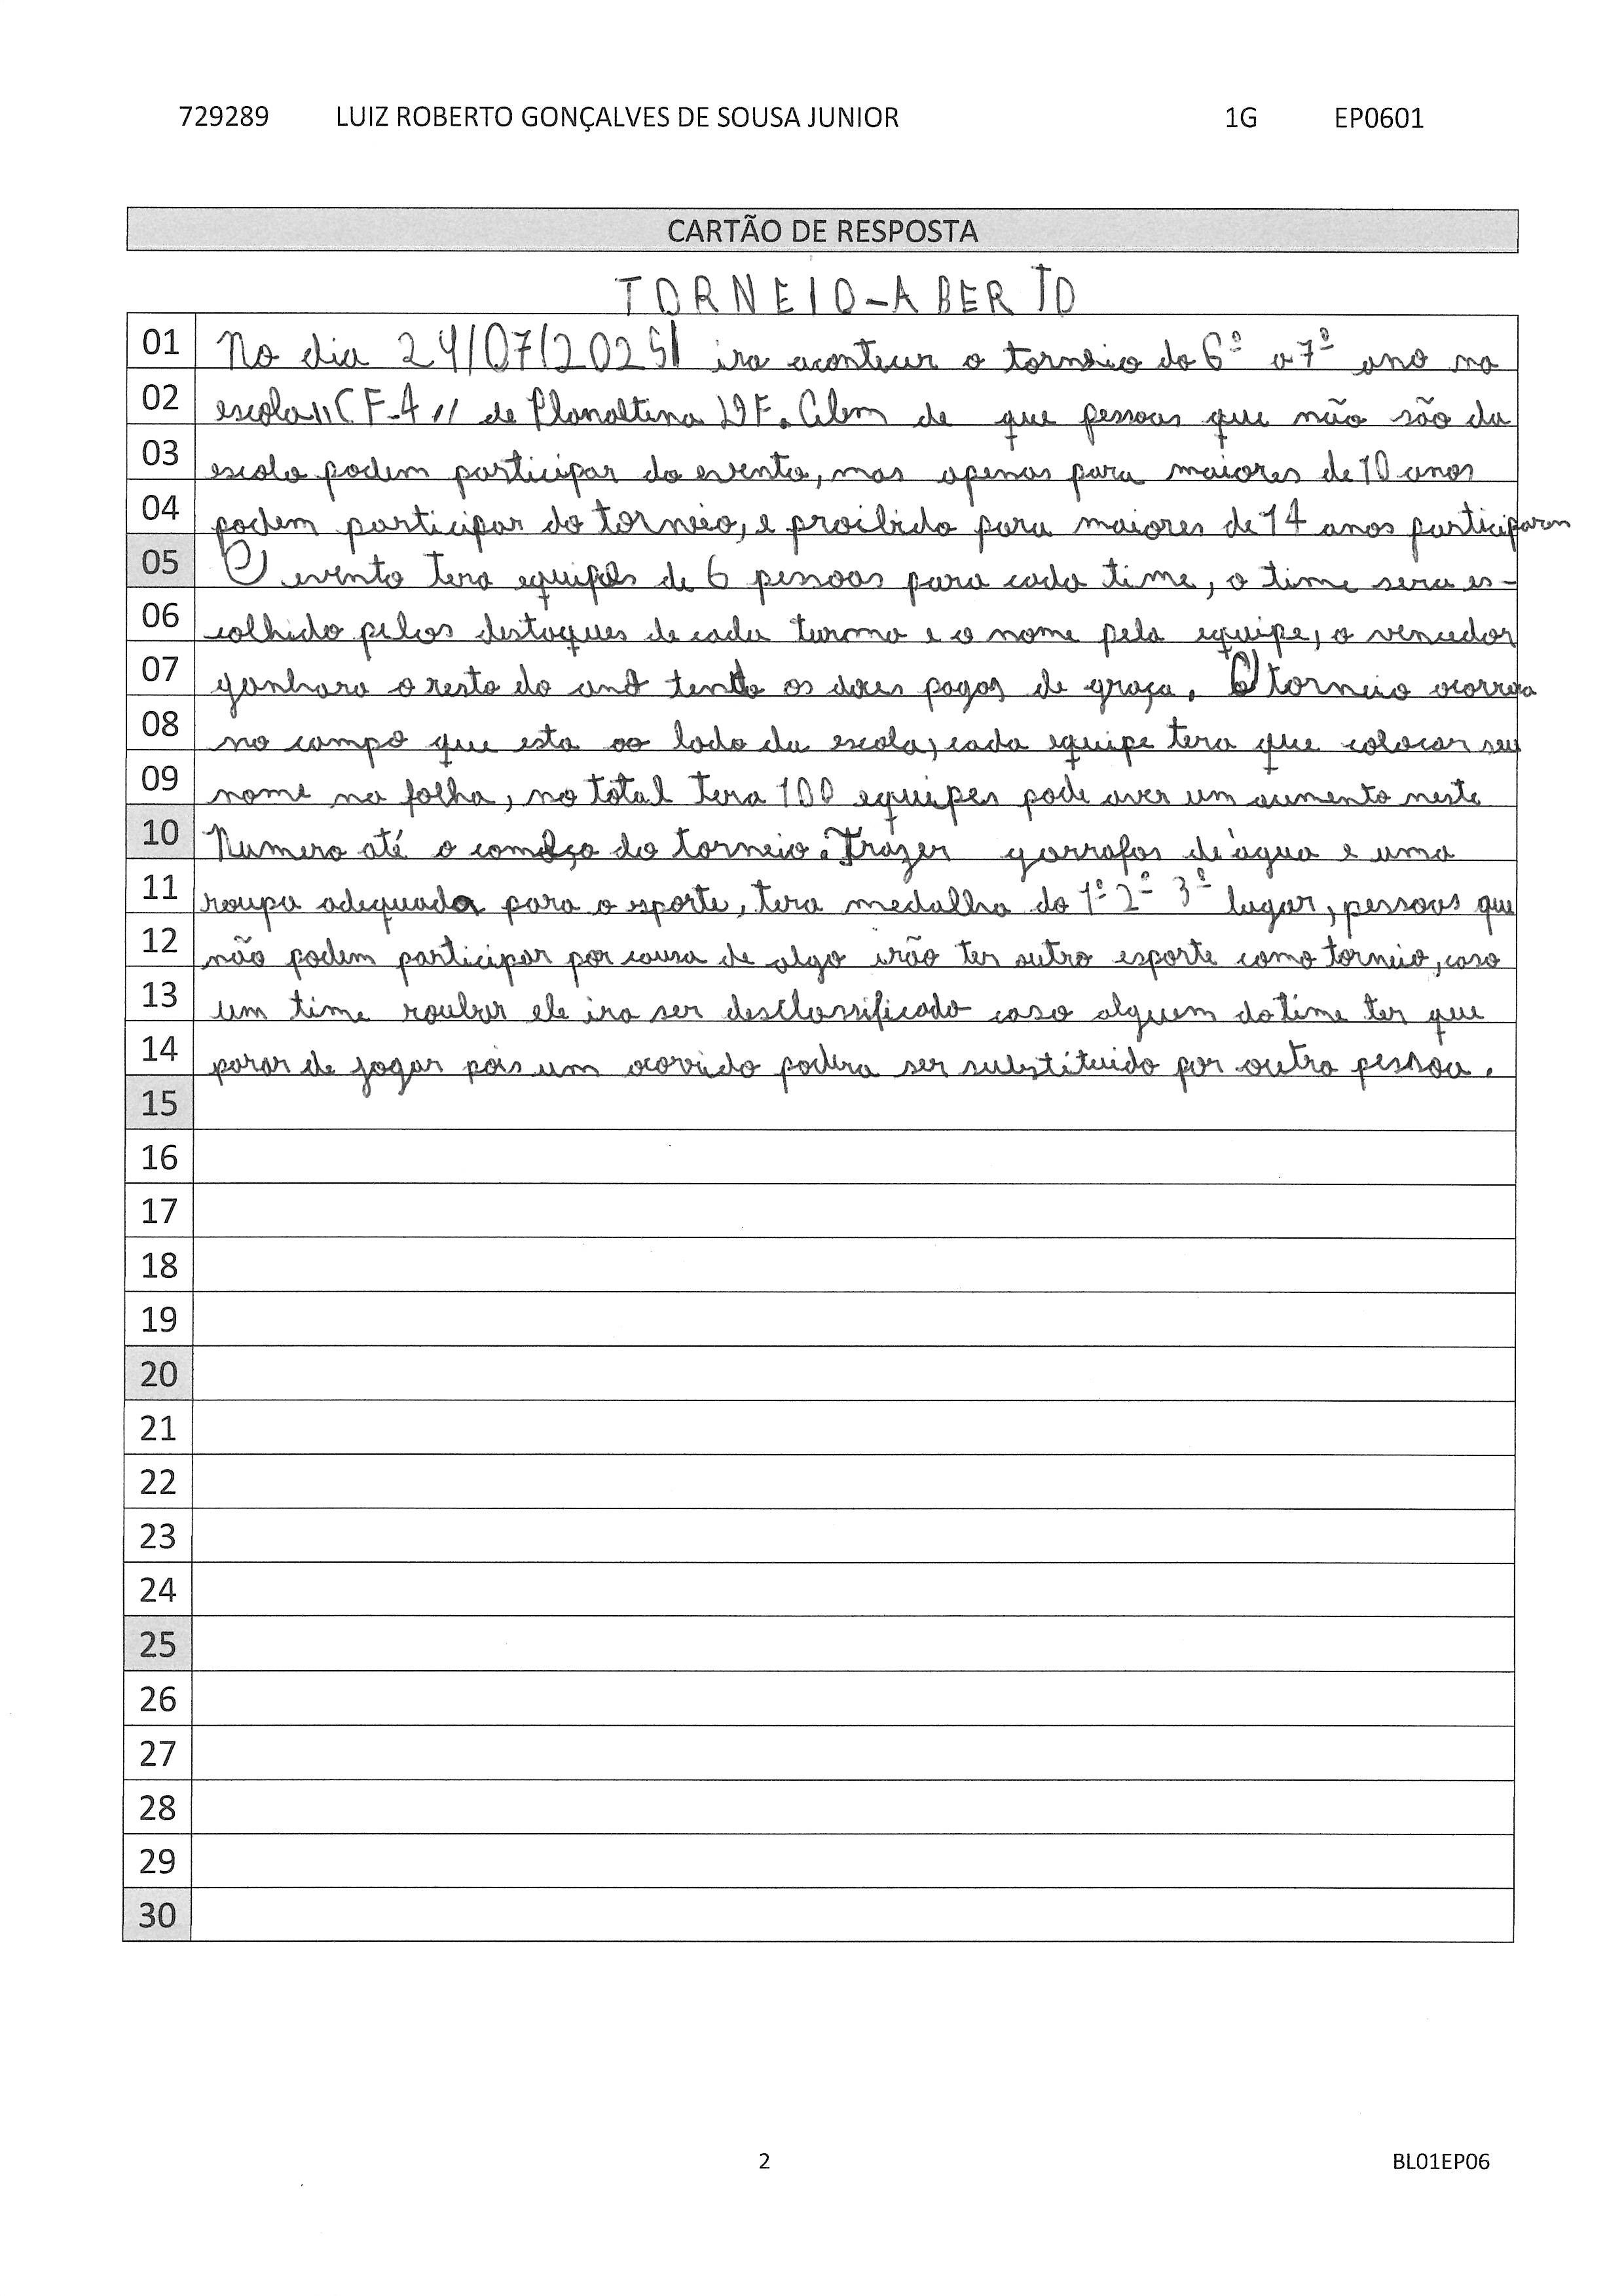 729289 LUIZ ROBERTO GONÇALVES DE SOUSA JUNIOR 1G EP0601
CARTÃO DE RESPOSTA
TORNEIO-ABERTO
01 No dia 24/07/2025 ira acontecer o torneio do 6º a 7º ano na
02 escola "CF-4" de Planaltina DF. Alem de que pessoas que não são da
03 escola podem participar do evento, mas apenas para maiores de 10 anos
04 podem participar do torneio, e proibido para maiores de 14 anos participarem
05 O evento tera equipes de 6 pessoas para cada time, o time sera es-
06 colhido pelos destaques de cada turma e o nome pela equipe, o vencedor
07 ganhara o resto do ano tendo os doces pagos de graça. O torneio ocorrera
08 no campo que esta ao lado da escola, cada equipe tera que colocar seu
09 nome na folha, no total tera 100 equipes pode aver um aumento neste
10 Numero até o começo do torneio. Trazer garrafas de água e uma
11 roupa adequada para o esporte, tera medalha do 1º 2º 3º lugar, pessoas que
12 não podem participar por causa de algo irão ter outro esporte como torneio, caso
13 um time roubar ele ira ser desclassificado caso alguem do time ter que
14 parar de jogar pois um ocorrido podera ser substítuido por outra pessoa.
15
16
17
18
19
20
21
22
23
24
25
26
27
28
29
30
2 BL01EP06